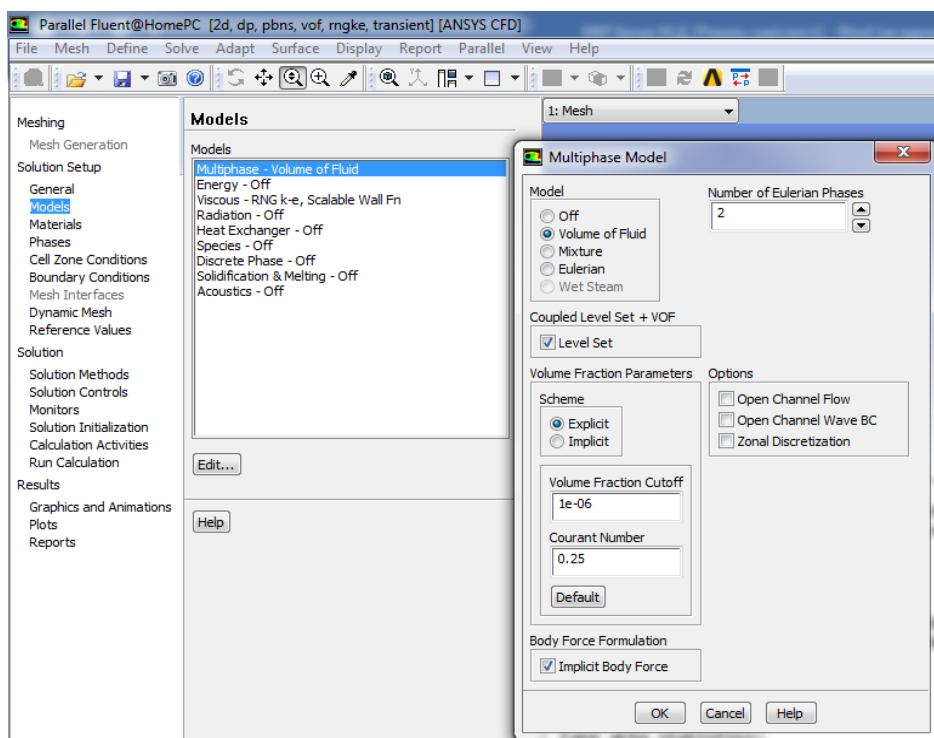 Parallel Fluent@HomePC [2d, dp, pbns, vof, rngke, transient] [ANSYS CFD]
File Mesh Define Solve Adapt Surface Display Report Parallel View Help
Meshing
Mesh Generation
Solution Setup
General
Models
Materials
Phases
Cell Zone Conditions
Boundary Conditions
Mesh Interfaces
Dynamic Mesh
Reference Values
Solution
Solution Methods
Solution Controls
Monitors
Solution Initialization
Calculation Activities
Run Calculation
Results
Graphics and Animations
Plots
Reports
Models
Models
Multiphase - Volume of Fluid
Energy - Off
Viscous - RNG k-e, Scalable Wall Fn
Radiation - Off
Heat Exchanger - Off
Species - Off
Discrete Phase - Off
Solidification & Melting - Off
Acoustics - Off
Edit...
Help
1: Mesh
Multiphase Model
Model
Off
Volume of Fluid
Mixture
Eulerian
Wet Steam
Number of Eulerian Phases
2
Coupled Level Set + VOF
Level Set
Volume Fraction Parameters
Scheme
Explicit
Implicit
Volume Fraction Cutoff
1e-06
Courant Number
0.25
Default
Options
Open Channel Flow
Open Channel Wave BC
Zonal Discretization
Body Force Formulation
Implicit Body Force
OK Cancel Help